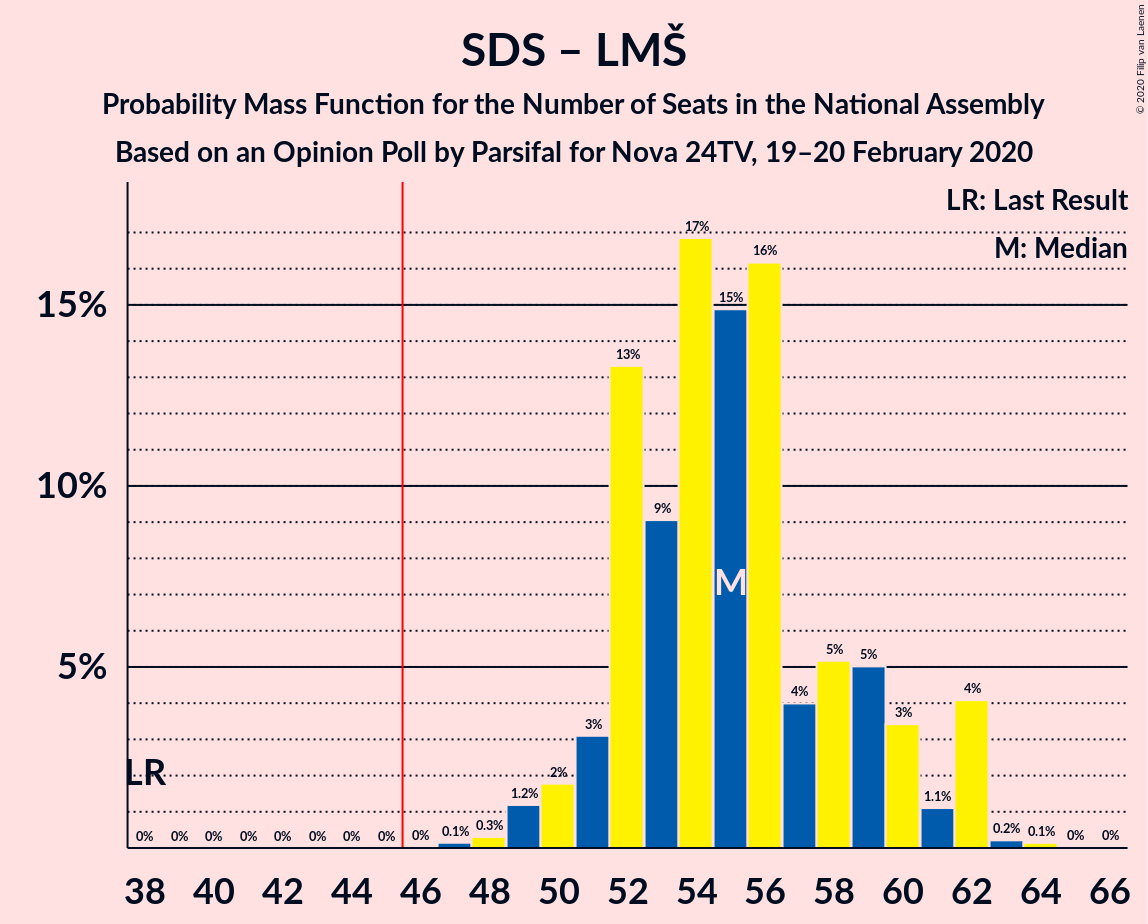 SDS – LMŠ
Probability Mass Function for the Number of Seats in the National Assembly
Based on an Opinion Poll by Parsifal for Nova 24TV, 19–20 February 2020
© 2020 Filip van Laenen
LR: Last Result
M: Median
15%
10%
5%
LR
0% 0% 0% 0% 0% 0% 0% 0% 0% 0.1% 0.3% 1.2% 2% 3% 13% 9% 17% 15% 16% 4% 5% 5% 3% 1.1% 4% 0.2% 0.1% 0% 0%
M
38 40 42 44 46 48 50 52 54 56 58 60 62 64 66